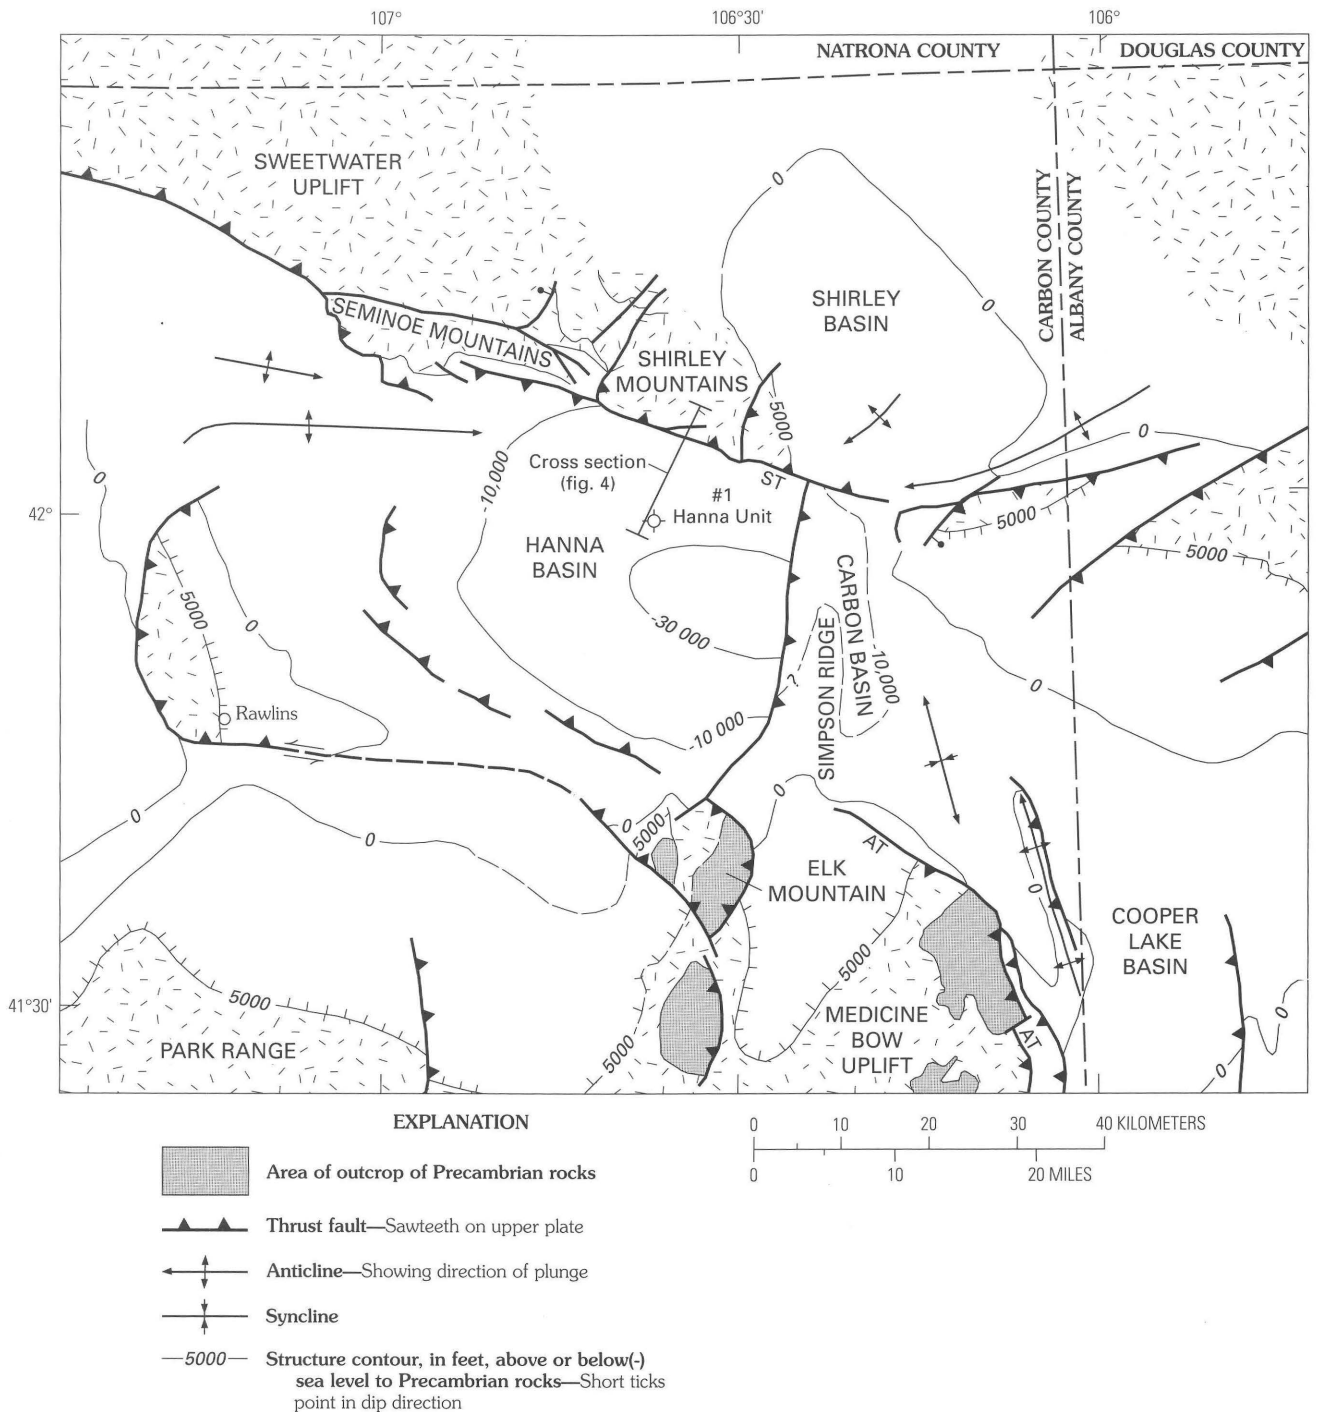 107°
106°30'
106°
NATRONA COUNTY
DOUGLAS COUNTY
SWEETWATER
UPLIFT
0
CARBON COUNTY
ALBANY COUNTY
SHIRLEY
BASIN
0
SEMINOE MOUNTAINS
SHIRLEY
MOUNTAINS
5000
0
0
-10,000
Cross section
(fig. 4)
ST
#1
Hanna Unit
42°
5000
5000
HANNA
BASIN
CARBON BASIN
5000
0
-30 000
SIMPSON RIDGE
-10,000
?
0
Rawlins
-10 000
0
0
0
0
5000
AT
ELK
MOUNTAIN
0
COOPER
LAKE
BASIN
5000
5000
41°30'
MEDICINE
BOW
UPLIFT
0
PARK RANGE
5000
AT
0
EXPLANATION
Area of outcrop of Precambrian rocks
Thrust fault—Sawteeth on upper plate
Anticline—Showing direction of plunge
Syncline
5000
Structure contour, in feet, above or below(-)
sea level to Precambrian rocks—Short ticks
point in dip direction
0 10 20 30 40 KILOMETERS
0 10 20 MILES